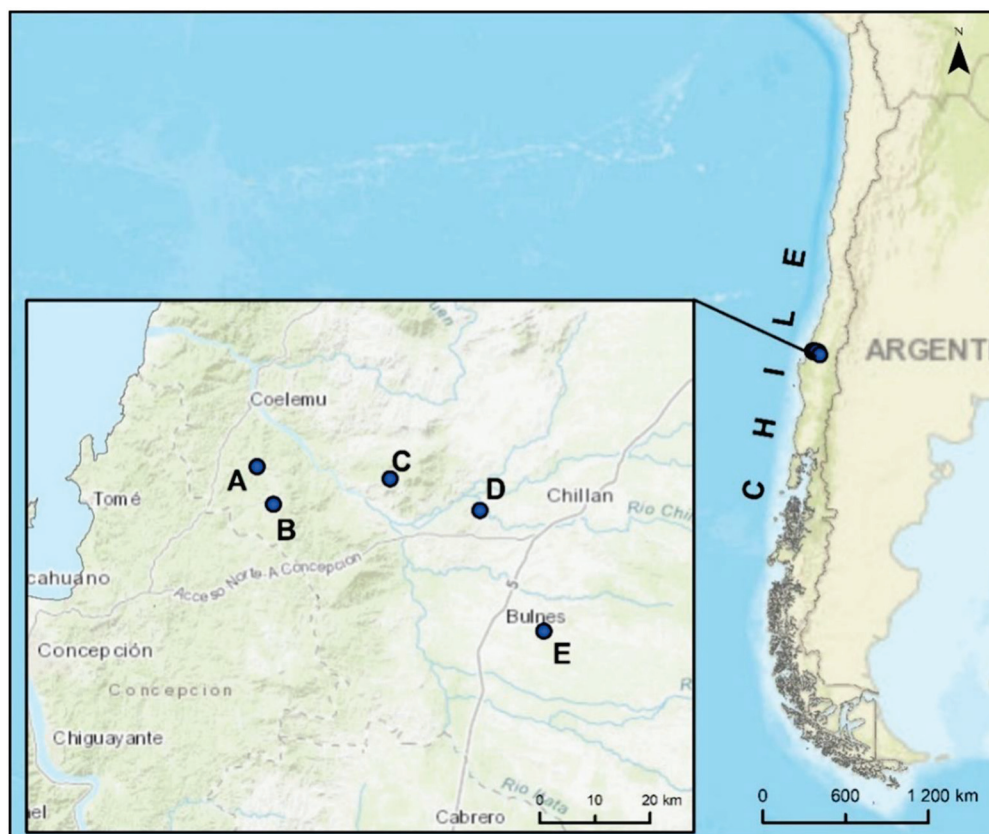 N
C H I L E
ARGENT
Coelemu
A
C
Tomé
B
D
Chillan
Rio Chi
cahuano
Acceso Norte-A Concepcion
5
Bulnes
E
Concepción
Concepcion
Chiguayante
Rio Itata
Cabrero
0 10 20 km
0 600 1 200 km